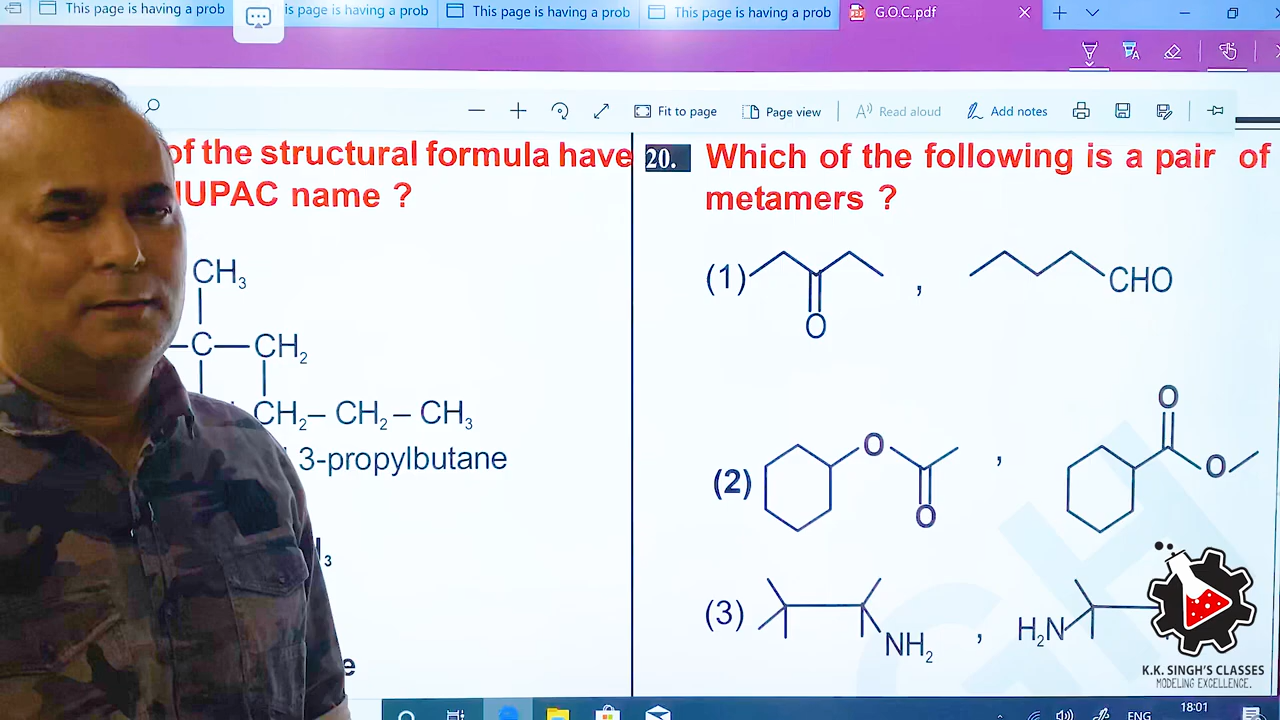 This page is having a prob
is page is having a prob
This page is having a prob
This page is having a prob
G.O.C..pdf
Fit to page
Page view
Read aloud
Add notes
of the structural formula have
IUPAC name ?
CH3
–C—CH2
CH2– CH2 – CH3
3-propylbutane
3
e
20. Which of the following is a pair of
metamers ?
(1)
O
,
CHO
(2)
O
O
,
O
O
(3)
NH2
,
H2N
K.K. SINGH'S CLASSES
MODELING EXCELLENCE.
ENG
18:01